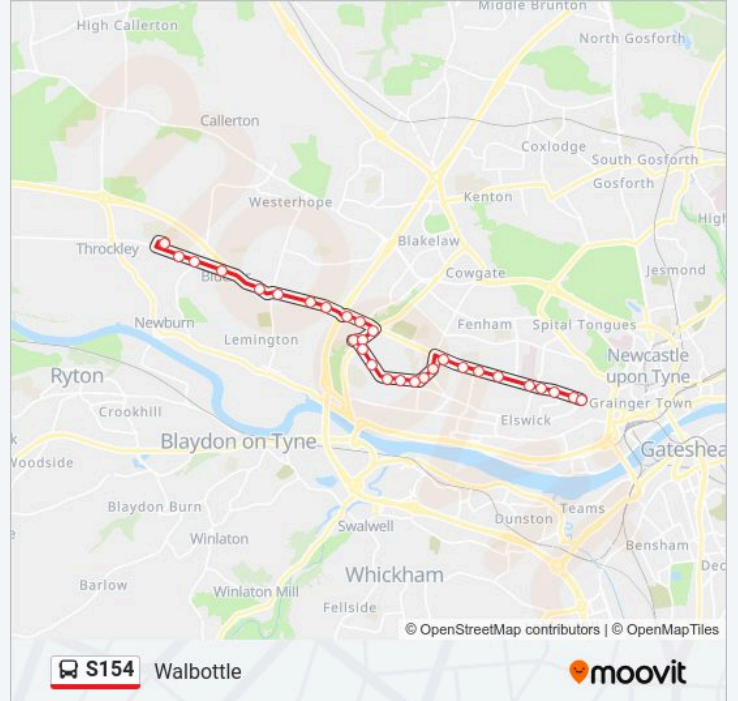 Middle Brunton
High Callerton
North Gosforth
Callerton
Coxlodge
South Gosforth
Gosforth
Westerhope
Kenton
High
Throckley
Blakelaw
Jesmond
Cowgate
Newburn
Fenham
Spital Tongues
Lemington
Newcastle
upon Tyne
Ryton
Crookhill
Grainger Town
Elswick
Blaydon on Tyne
Gateshea
Woodside
Blaydon Burn
Teams
Dunston
Swalwell
Winlaton
Bensham
Whickham
Dec
Barlow
Winlaton Mill
Fellside
© OpenStreetMap contributors | © OpenMapTiles
S154 Walbottle
moovit